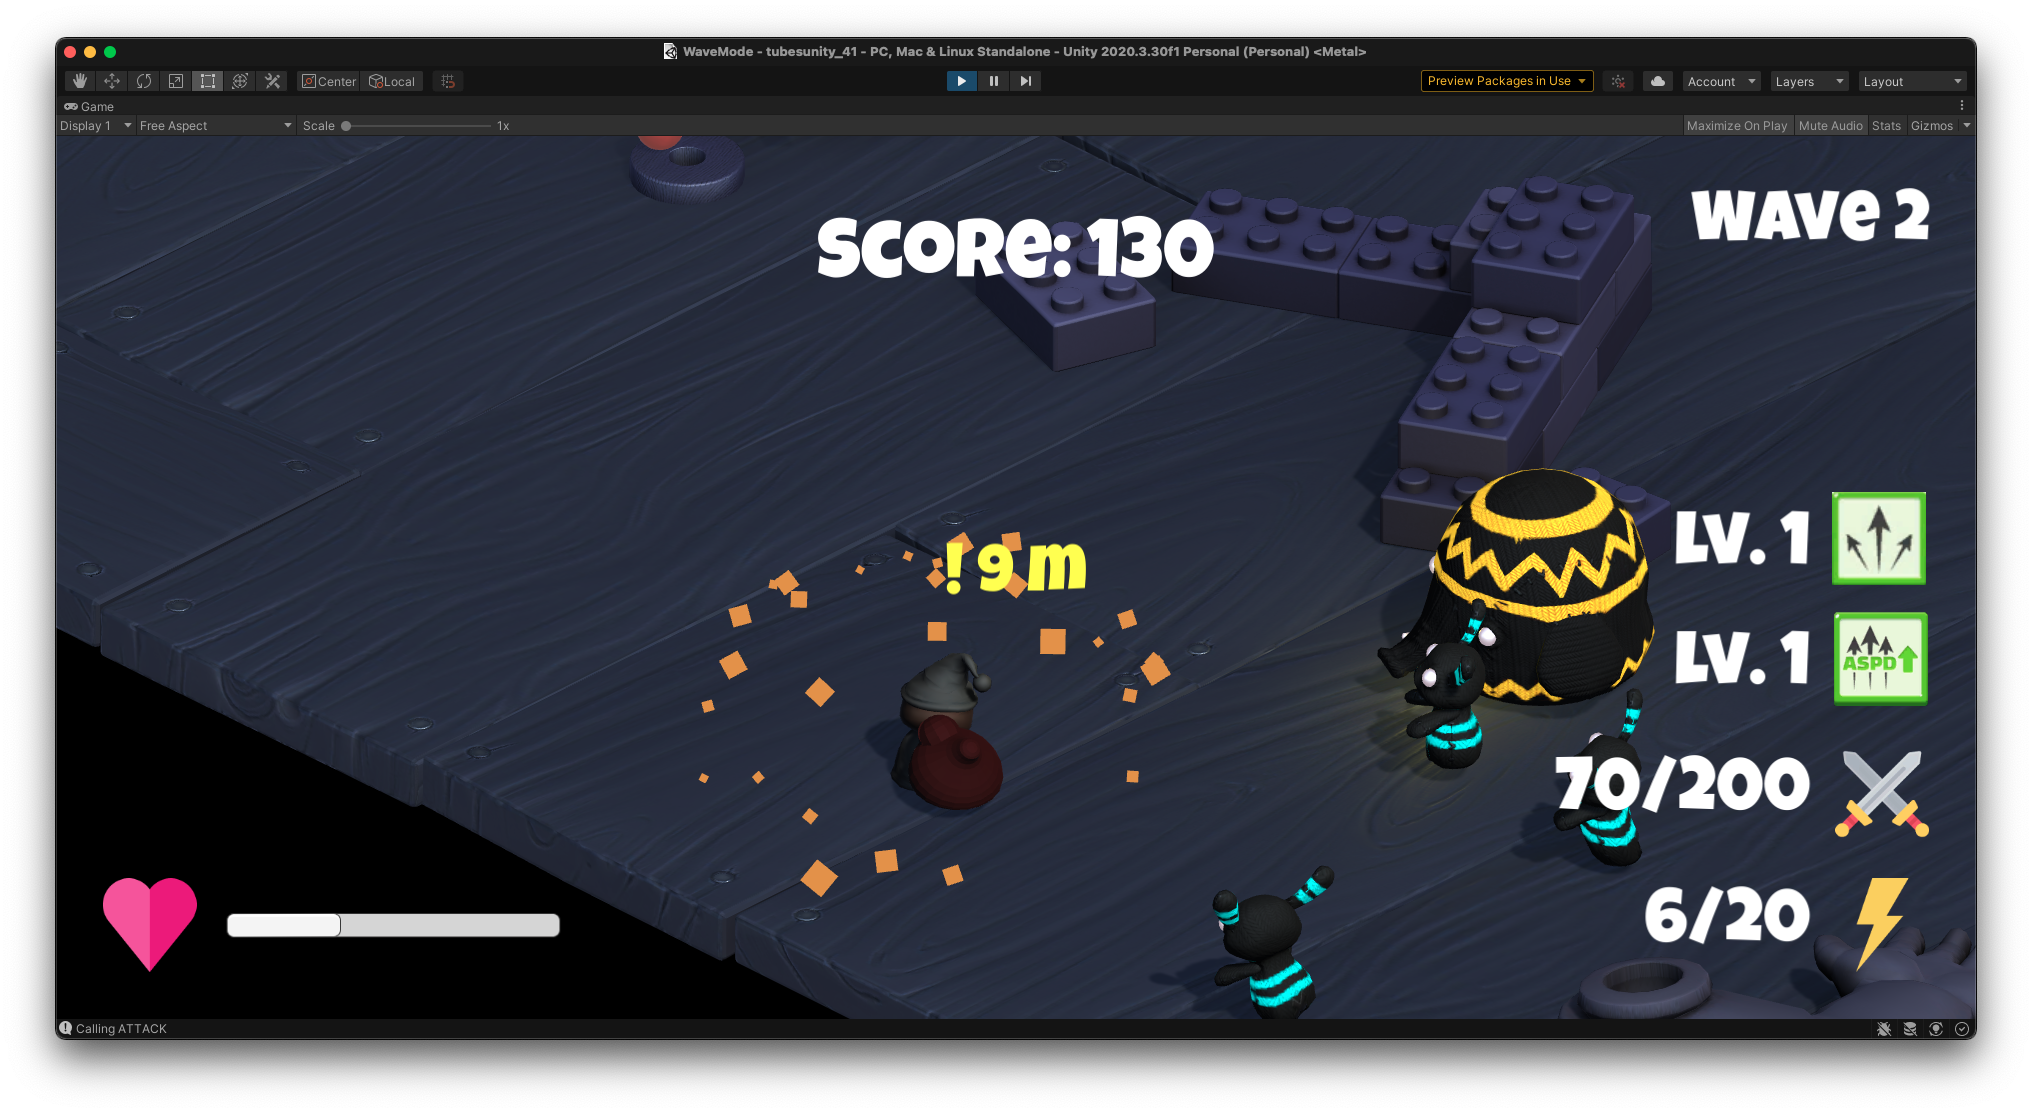 WaveMode - tubesunity_41 - PC, Mac & Linux Standalone - Unity 2020.3.30f1 Personal (Personal) <Metal>
Center Local Preview Packages in Use Account Layers Layout
Game
Display 1 Free Aspect Scale 1x Maximize On Play Mute Audio Stats Gizmos
Wave 2
Score: 130
Lv. 1
! 9 m
Lv. 1 ASPD
70/200
6/20
Calling ATTACK